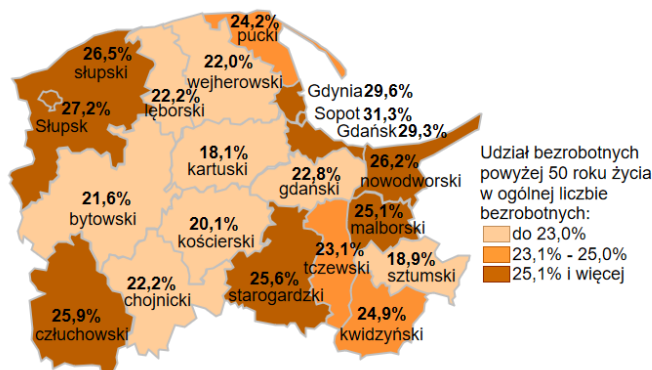 24,2%
pucki
26,5%
słupski
22,0%
wejherowski
Gdynia 29,6%
22,2%
lęborski
27,2%
Słupsk
Sopot 31,3%
Gdańsk 29,3%
18,1%
kartuski
22,8%
gdański
26,2%
nowodworski
21,6%
bytowski
20,1%
kościerski
25,1%
malborski
23,1%
tczewski
18,9%
sztumski
22,2%
chojnicki
25,6%
starogardzki
25,9%
człuchowski
24,9%
kwidzyński
Udział bezrobotnych
powyżej 50 roku życia
w ogólnej liczbie
bezrobotnych:
do 23,0%
23,1% - 25,0%
25,1% i więcej